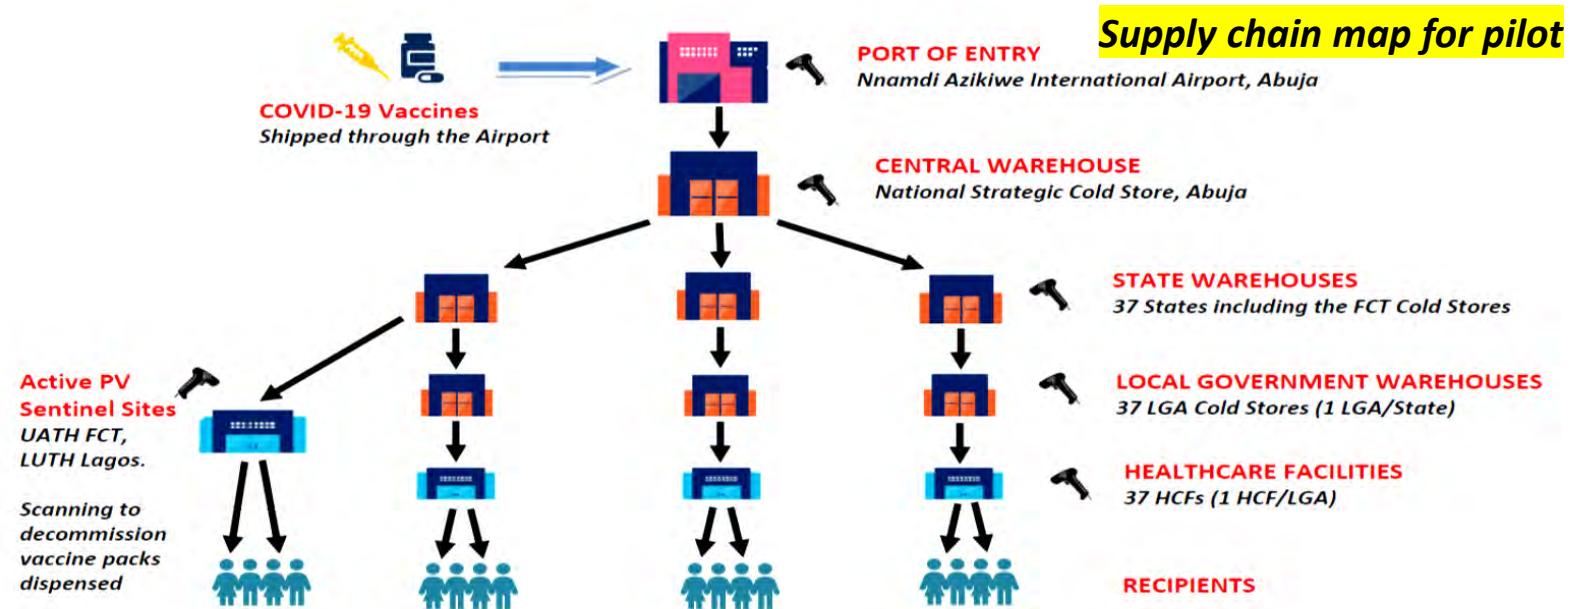 Supply chain map for pilot
PORT OF ENTRY
Nnamdi Azikiwe International Airport, Abuja
COVID-19 Vaccines
Shipped through the Airport
CENTRAL WAREHOUSE
National Strategic Cold Store, Abuja
STATE WAREHOUSES
37 States including the FCT Cold Stores
Active PV
Sentinel Sites
UATH FCT,
LUTH Lagos.
Scanning to
decommission
vaccine packs
dispensed
LOCAL GOVERNMENT WAREHOUSES
37 LGA Cold Stores (1 LGA/State)
HEALTHCARE FACILITIES
37 HCFs (1 HCF/LGA)
RECIPIENTS